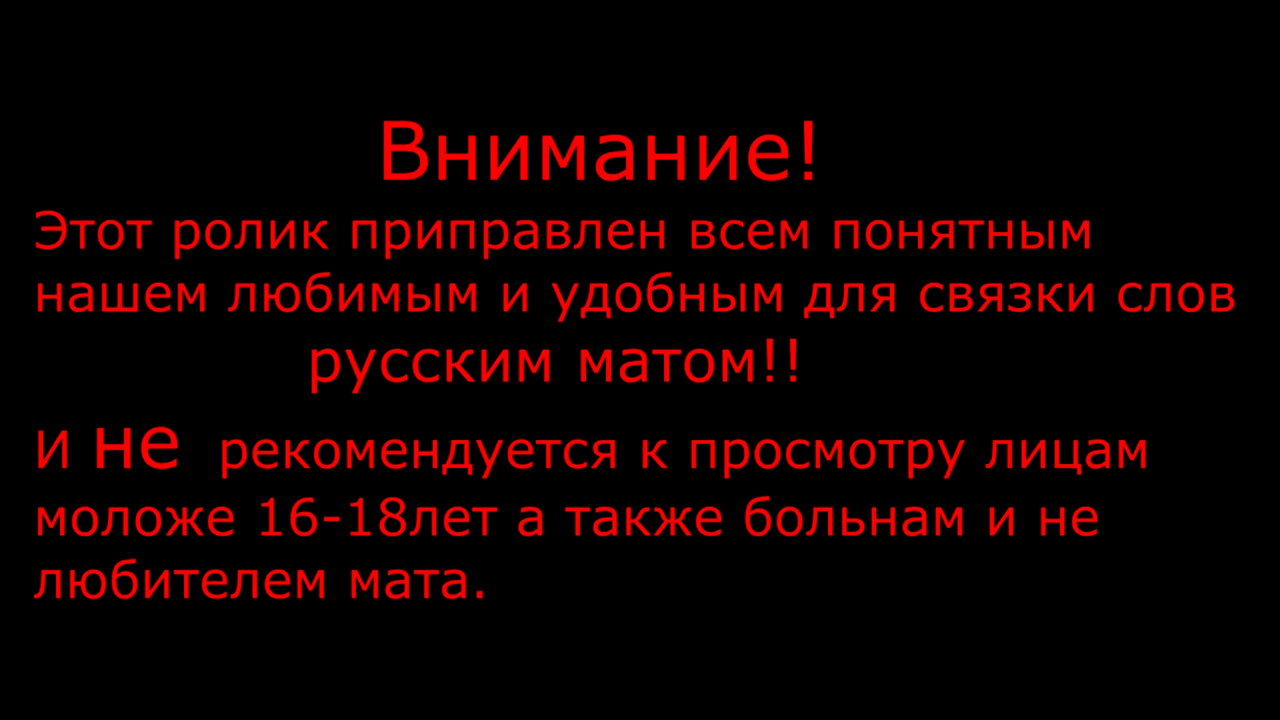 Внимание!
Этот ролик приправлен всем понятным
нашем любимым и удобным для связки слов
русским матом!!
И не рекомендуется к просмотру лицам
моложе 16-18лет а также больнам и не
любителем мата.